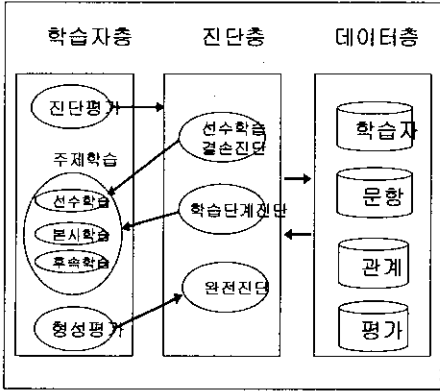 학습자층
진단평가
주제학습
선수학습
본시학습
후속학습
형성평가
진단층
선수학습
결손진단
학습단계진단
완전진단
데이터층
학습자
문항
관계
평가